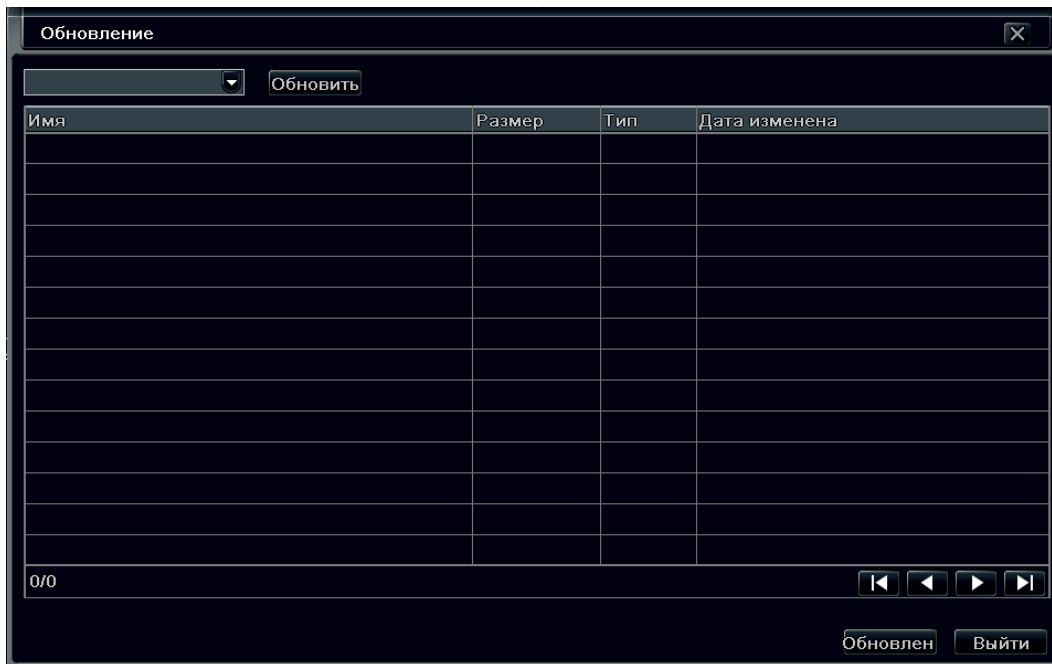 Обновление
Обновить
Имя Размер Тип Дата изменена
0/0
Обновлен Выйти